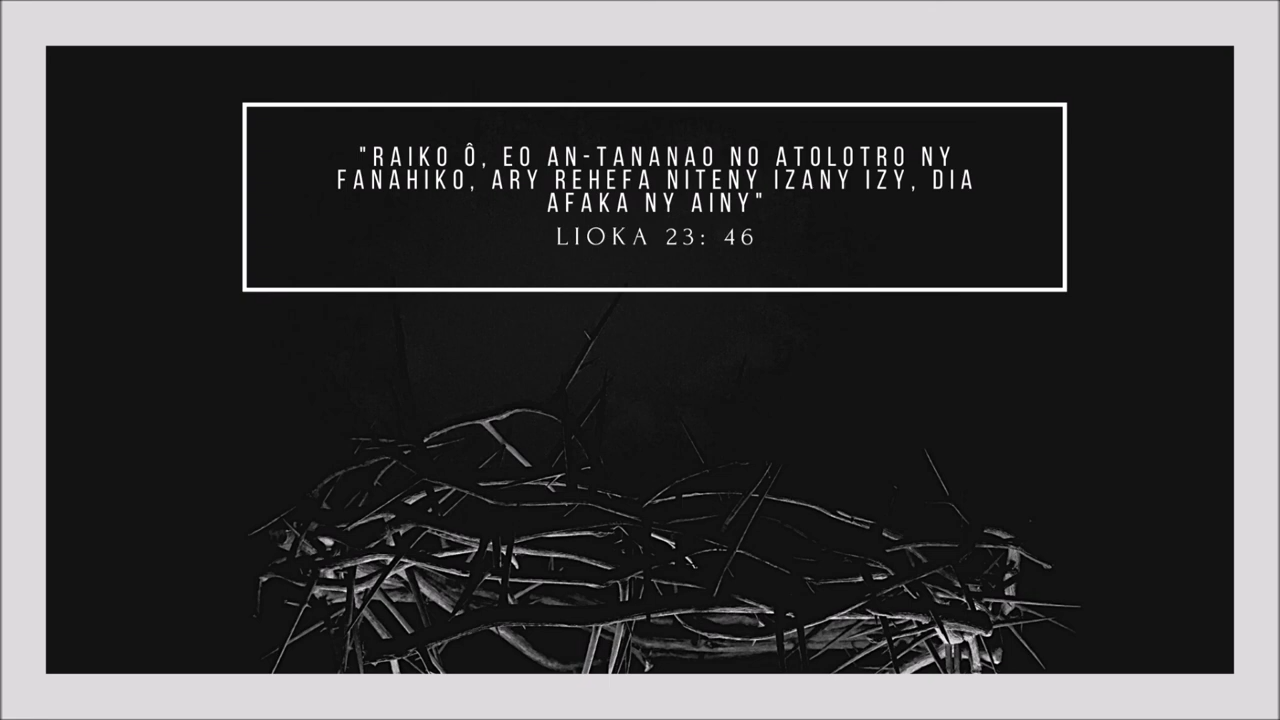 "RAIKO Ô, EO AN-TANANAO NO ATOLOTRO NY
FANAHIKO, ARY REHEFA NITENY IZANY IZY, DIA
AFAKA NY AINY"
LIOKA 23: 46